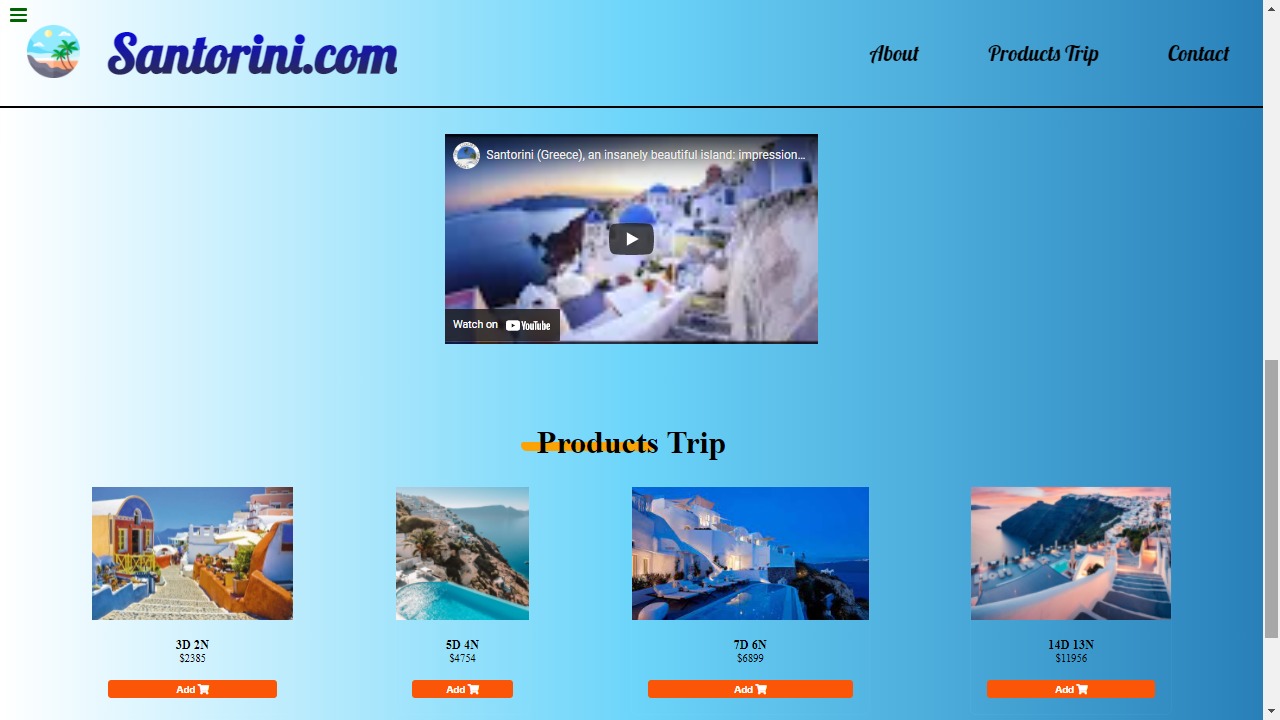 Santorini.com
About
Products Trip
Contact
Santorini (Greece), an insanely beautiful island: impression...
Watch on YouTube
Products Trip
3D 2N
$2385
Add
5D 4N
$4754
Add
7D 6N
$6899
Add
14D 13N
$11956
Add